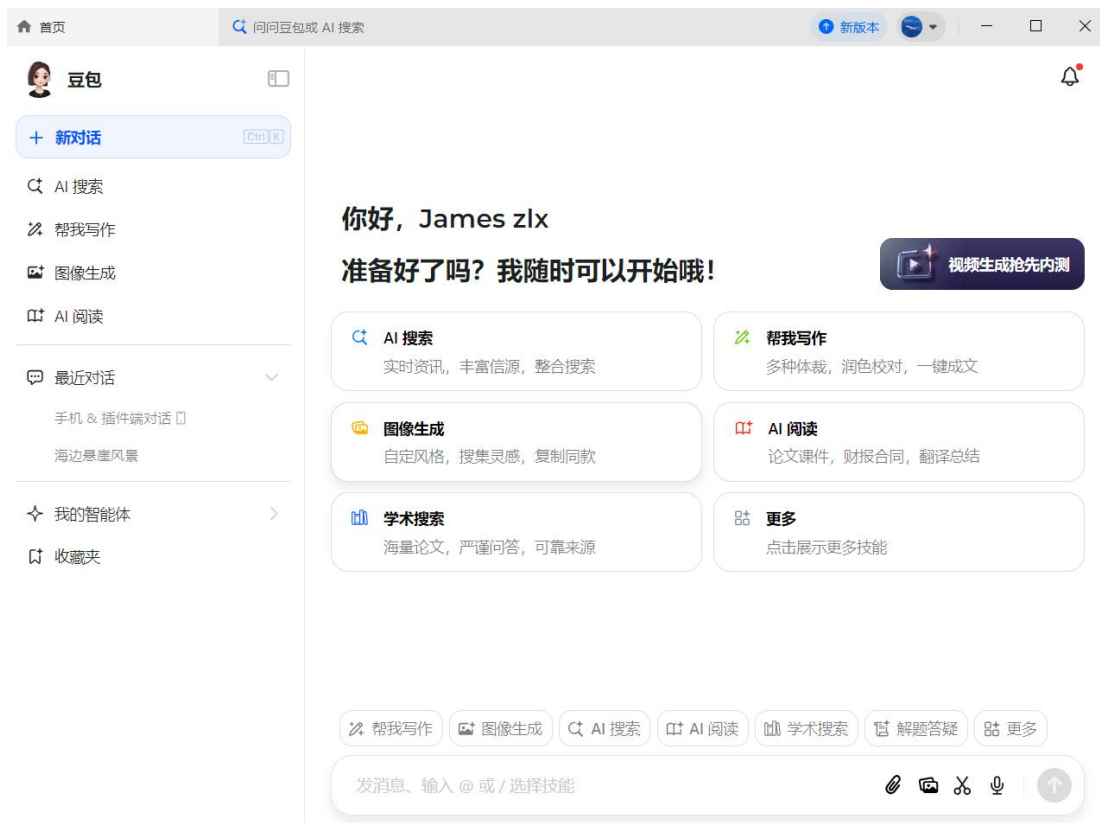 首页
问问豆包或 AI 搜索
新版本
豆包
新对话
Ctrl K
AI 搜索
帮我写作
图像生成
AI 阅读
最近对话
手机 & 插件端对话
海边悬崖风景
我的智能体
收藏夹
你好，James zlx
准备好了吗？我随时可以开始哦！
视频生成抢先内测
AI 搜索
实时资讯，丰富信源，整合搜索
帮我写作
多种体裁，润色校对，一键成文
图像生成
自定风格，搜集灵感，复制同款
AI 阅读
论文课件，财报合同，翻译总结
学术搜索
海量论文，严谨问答，可靠来源
更多
点击展示更多技能
帮我写作 图像生成 AI 搜索 AI 阅读 学术搜索 解题答疑 更多
发消息、输入 @ 或 / 选择技能